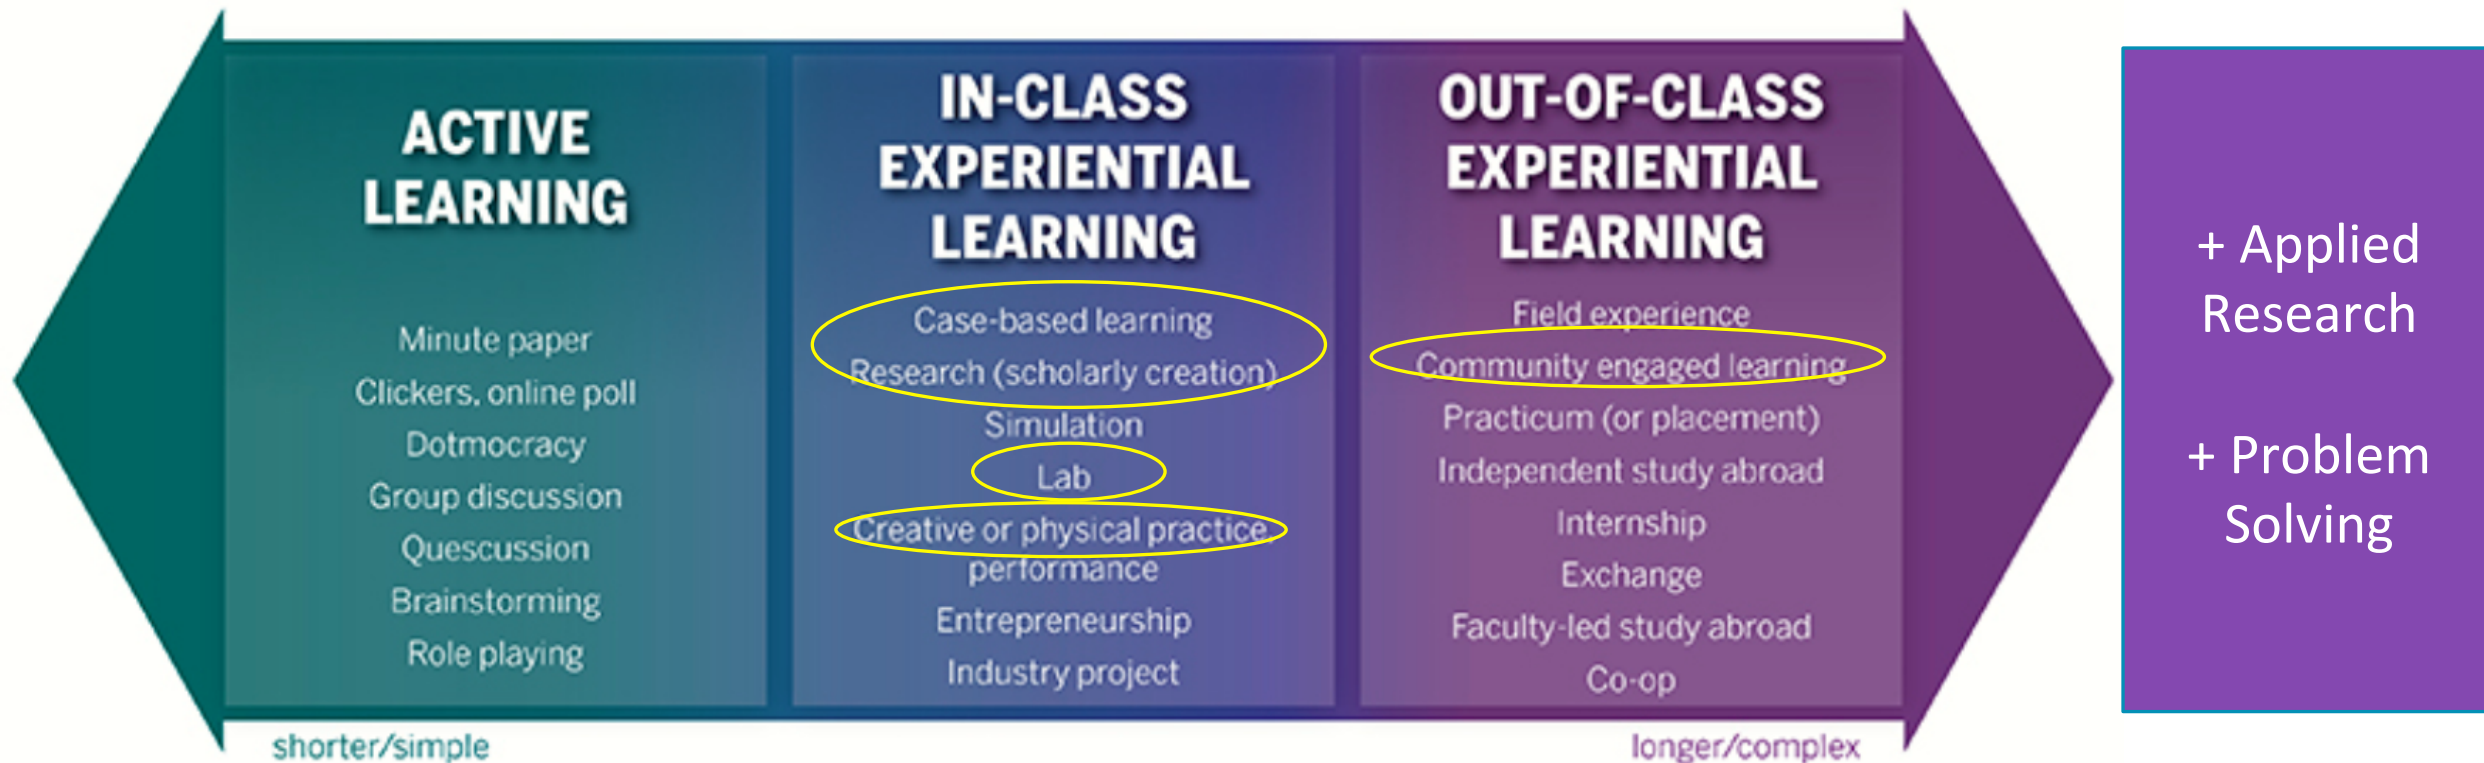 ACTIVE
LEARNING
Minute paper
Clickers, online poll
Dotmocracy
Group discussion
Quescussion
Brainstorming
Role playing
shorter/simple
IN-CLASS
EXPERIENTIAL
LEARNING
Case-based learning
Research (scholarly creation)
Simulation
Lab
Creative or physical practice,
performance
Entrepreneurship
Industry project
OUT-OF-CLASS
EXPERIENTIAL
LEARNING
Field experience
Community engaged learning
Practicum (or placement)
Independent study abroad
Internship
Exchange
Faculty-led study abroad
Co-op
longer/complex
+ Applied
Research
+ Problem
Solving